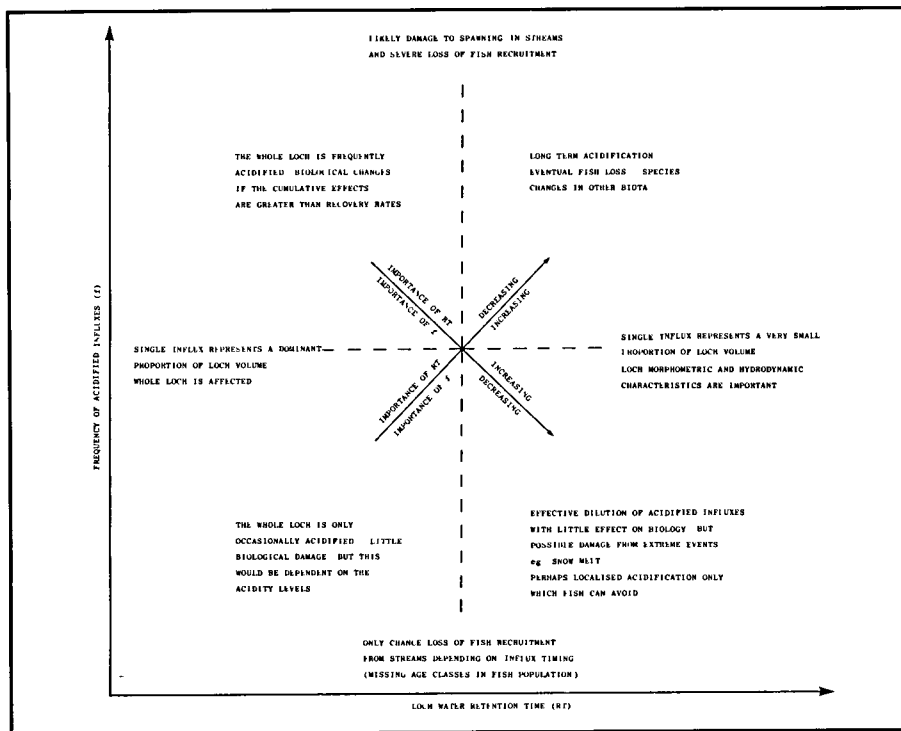 LIKELY DAMAGE TO SPAWNING IN STREAMS
AND SEVERE LOSS OF FISH RECRUITMENT
THE WHOLE LOCH IS FREQUENTLY
ACIDIFIED BIOLOGICAL CHANGES
IF THE CUMULATIVE EFFECTS
ARE GREATER THAN RECOVERY RATES
LONG TERM ACIDIFICATION
EVENTUAL FISH LOSS SPECIES
CHANGES IN OTHER BIOTA
IMPORTANCE OF RT
IMPORTANCE OF f
DECREASING
INCREASING
SINGLE INFLUX REPRESENTS A DOMINANT
PROPORTION OF LOCH VOLUME
WHOLE LOCH IS AFFECTED
SINGLE INFLUX REPRESENTS A VERY SMALL
PROPORTION OF LOCH VOLUME
LOCH MORPHOMETRIC AND HYDRODYNAMIC
CHARACTERISTICS ARE IMPORTANT
IMPORTANCE OF RT
IMPORTANCE OF f
INCREASING
DECREASING
FREQUENCY OF ACIDIFIED INFLUXES (f)
THE WHOLE LOCH IS ONLY
OCCASIONALLY ACIDIFIED LITTLE
BIOLOGICAL DAMAGE BUT THIS
WOULD BE DEPENDENT ON THE
ACIDITY LEVELS
EFFECTIVE DILUTION OF ACIDIFIED INFLUXES
WITH LITTLE EFFECT ON BIOLOGY BUT
POSSIBLE DAMAGE FROM EXTREME EVENTS
eg SNOW MELT
PERHAPS LOCALISED ACIDIFICATION ONLY
WHICH FISH CAN AVOID
ONLY CHANCE LOSS OF FISH RECRUITMENT
FROM STREAMS DEPENDING ON INFLUX TIMING
(MISSING AGE CLASSES IN FISH POPULATION)
LOCH WATER RETENTION TIME (RT)